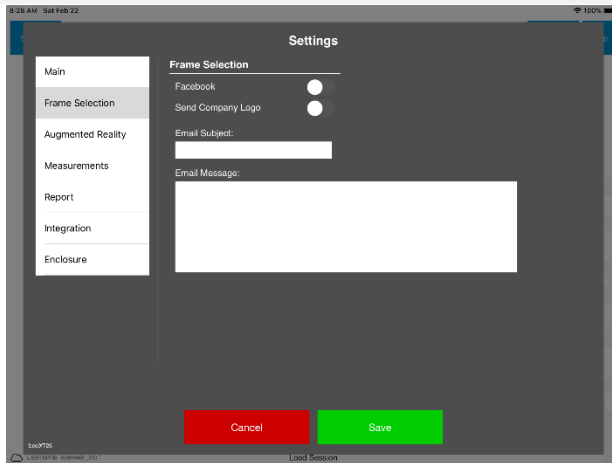 8:28 AM Sat Feb 22
100%
Settings
Main
Frame Selection
Augmented Reality
Measurements
Report
Integration
Enclosure
Frame Selection
Facebook
Send Company Logo
Email Subject:
Email Message:
Cancel
Save
Username:
Load Session